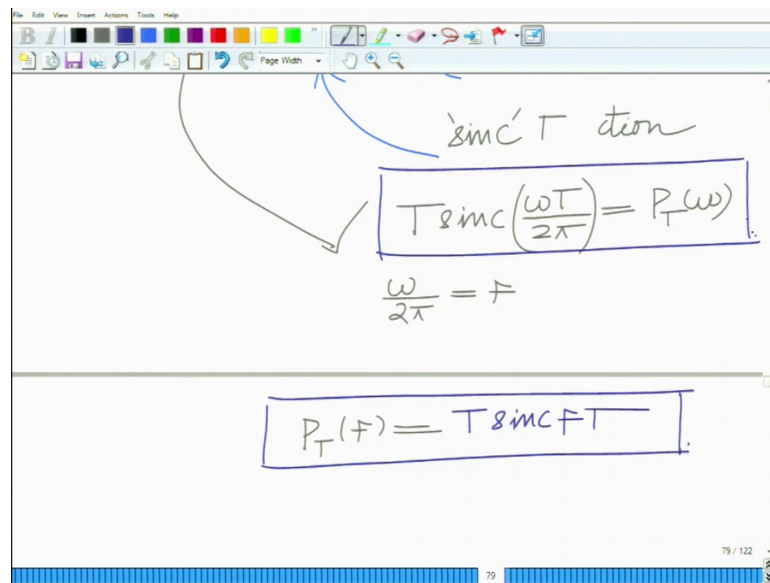 File Edit View Insert Actions Tools Help
B I
Page Width
'sinc' T ction
T sinc(ωT/2π) = P_T(ω)
ω/2π = F
P_T(F) = T sinc FT
79 / 122
79